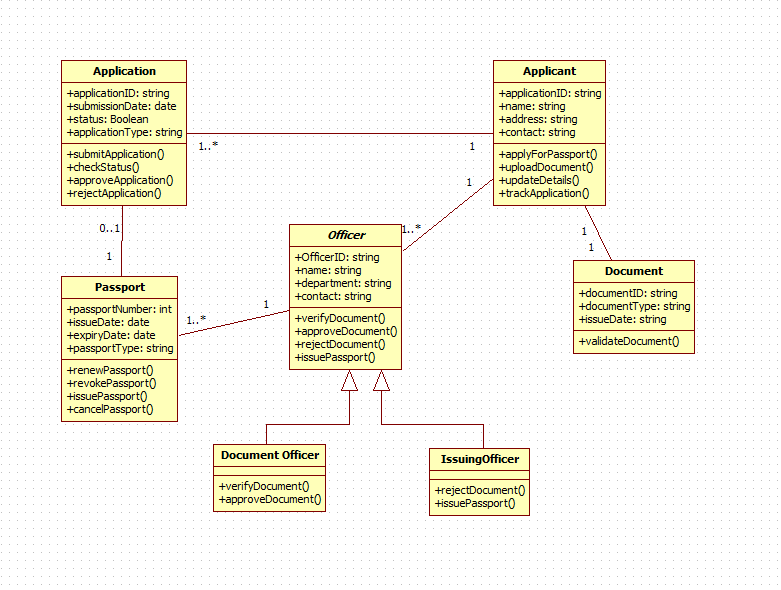 Application
+applicationID: string
+submissionDate: date
+status: Boolean
+applicationType: string
+submitApplication()
+checkStatus()
+approveApplication()
+rejectApplication()
Applicant
+applicationID: string
+name: string
+address: string
+contact: string
+applyForPassport()
+uploadDocument()
+updateDetails()
+trackApplication()
1..*
1
1
1..*
0..1
1
1
1
Officer
+OfficerID: string
+name: string
+department: string
+contact: string
+verifyDocument()
+approveDocument()
+rejectDocument()
+issuePassport()
Document
+documentID: string
+documentType: string
+issueDate: string
+validateDocument()
Passport
+passportNumber: int
+issueDate: date
+expiryDate: date
+passportType: string
+renewPassport()
+revokePassport()
+issuePassport()
+cancelPassport()
1
1..*
Document Officer
+verifyDocument()
+approveDocument()
IssuingOfficer
+rejectDocument()
+issuePassport()